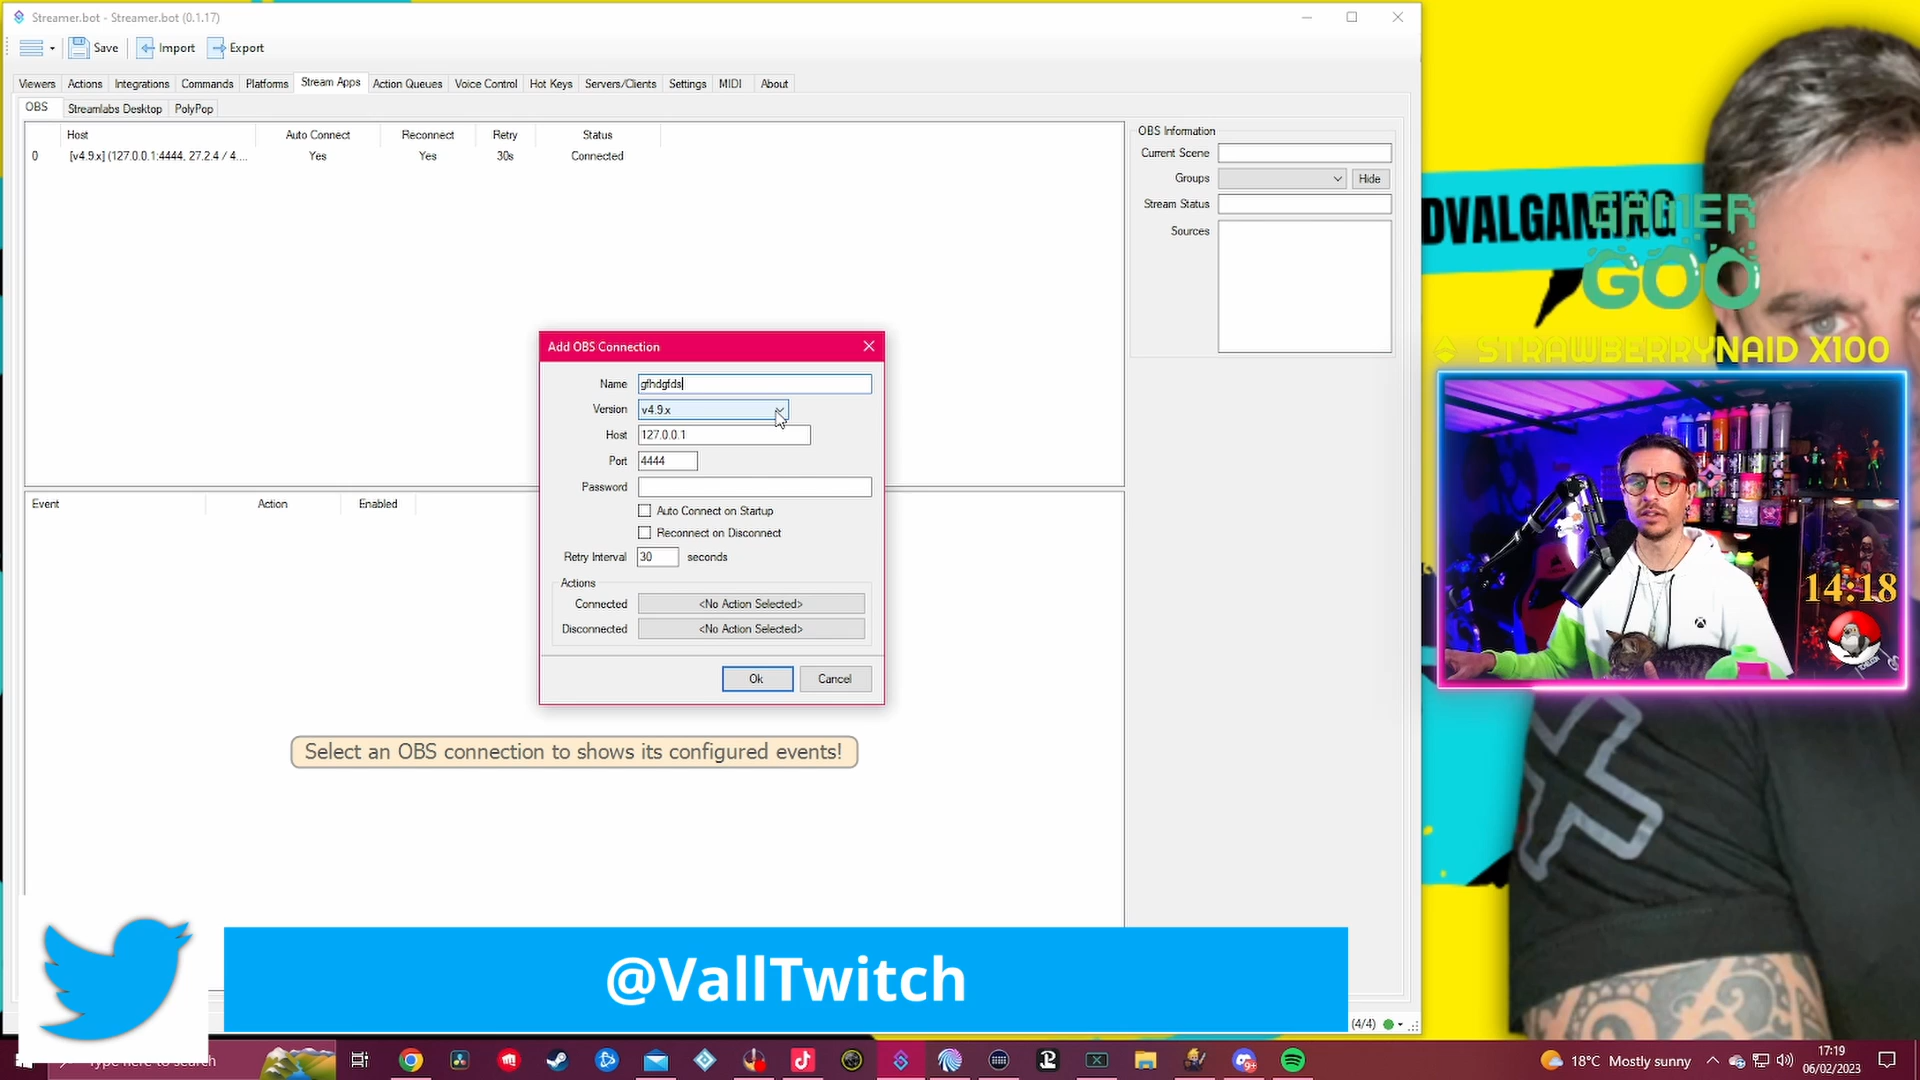 Streamer.bot - Streamer.bot (0.1.17)
Save Import Export
Viewers Actions Integrations Commands Platforms Stream Apps Action Queues Voice Control Hot Keys Servers/Clients Settings MIDI About
OBS Streamlabs Desktop PolyPop
Host Auto Connect Reconnect Retry Status
0 [v4.9.x] (127.0.0.1:4444, 27.2.4 / 4.... Yes Yes 30s Connected
OBS Information
Current Scene
Groups Hide
Stream Status
Sources
Add OBS Connection
Name gfhdgfds
Version v4.9.x
Host 127.0.0.1
Port 4444
Password
Auto Connect on Startup
Reconnect on Disconnect
Retry Interval 30 seconds
Actions
Connected <No Action Selected>
Disconnected <No Action Selected>
Ok Cancel
Event Action Enabled
Select an OBS connection to shows its configured events!
DVALGAMING
GAMER
GOO
STRAWBERRYNAID X100
14:18
@VallTwitch
(4/4)
Type here to search
18°C Mostly sunny
17:19
06/02/2023